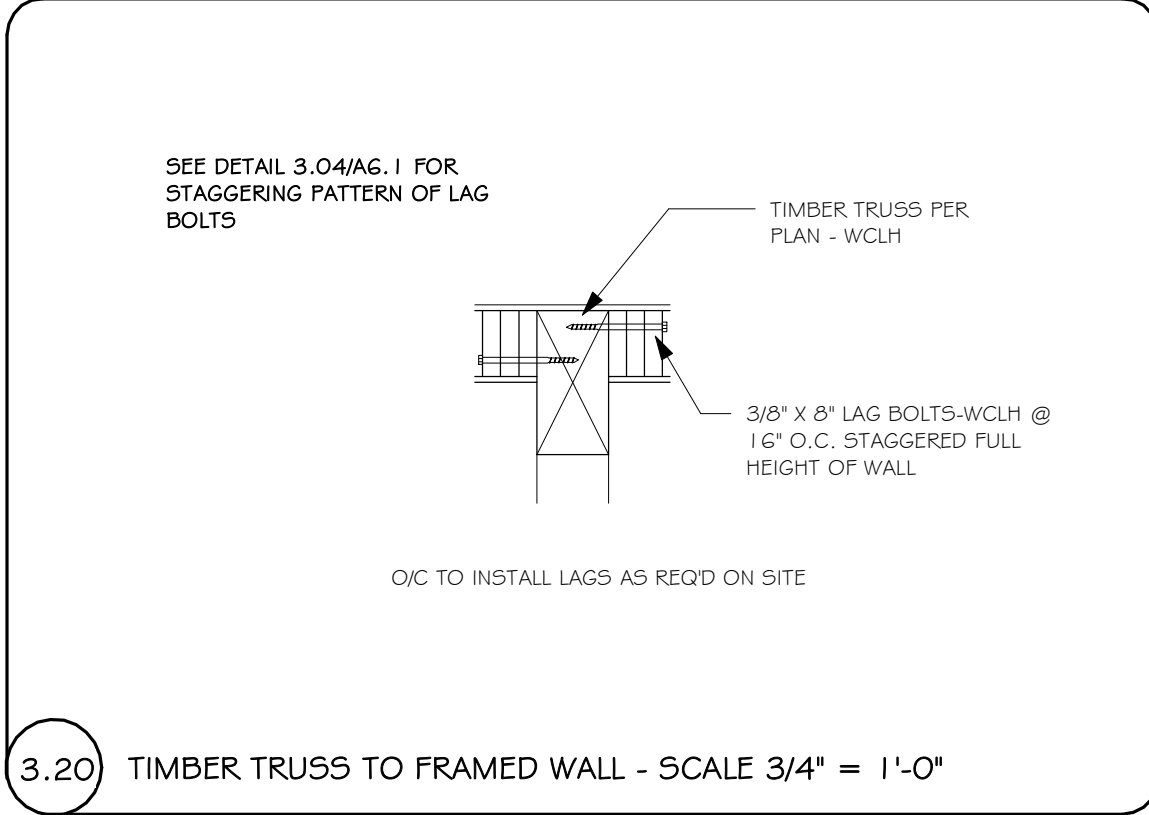 SEE DETAIL 3.04/A6.1 FOR
STAGGERING PATTERN OF LAG
BOLTS
TIMBER TRUSS PER
PLAN - WCLH
3/8" X 8" LAG BOLTS-WCLH @
16" O.C. STAGGERED FULL
HEIGHT OF WALL
O/C TO INSTALL LAGS AS REQ'D ON SITE
3.20 TIMBER TRUSS TO FRAMED WALL - SCALE 3/4" = 1'-0"